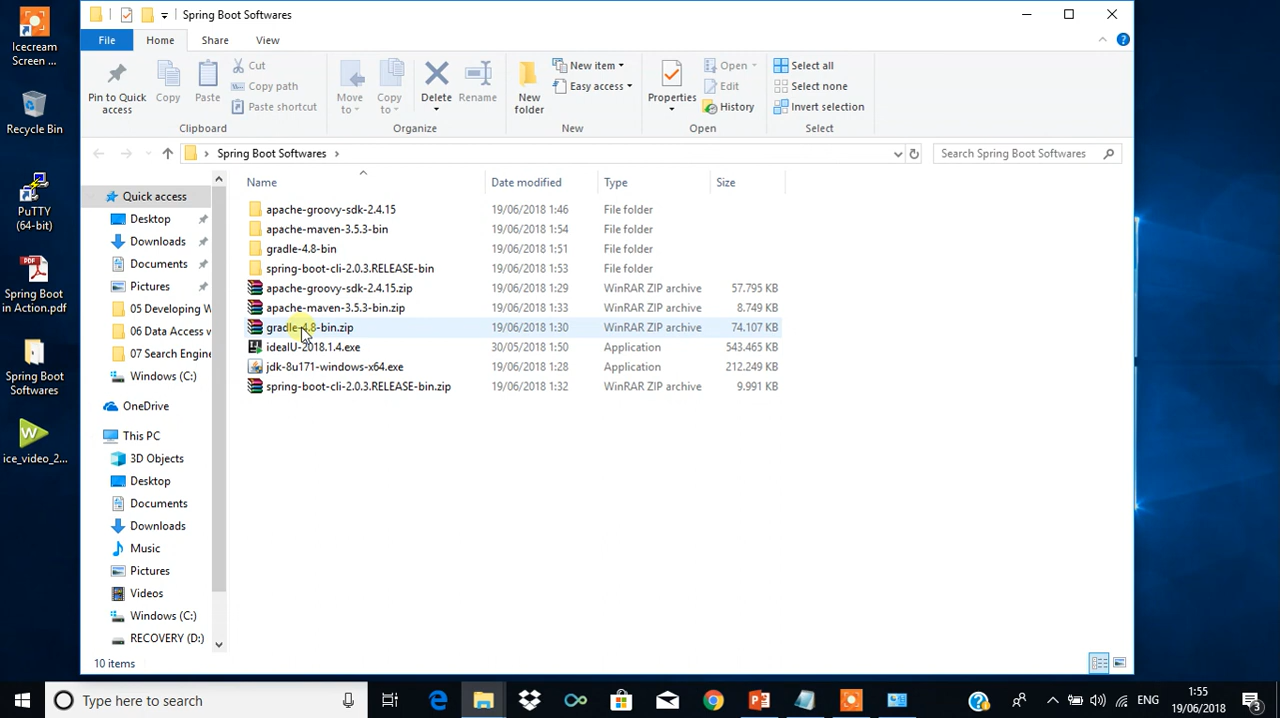 Spring Boot Softwares
File Home Share View
Pin to Quick access
Copy
Paste
Cut
Copy path
Paste shortcut
Clipboard
Move to
Copy to
Delete
Rename
Organize
New folder
New item
Easy access
New
Properties
Open
Edit
History
Open
Select all
Select none
Invert selection
Select
Spring Boot Softwares
Search Spring Boot Softwares
Name Date modified Type Size
apache-groovy-sdk-2.4.15 19/06/2018 1:46 File folder
apache-maven-3.5.3-bin 19/06/2018 1:54 File folder
gradle-4.8-bin 19/06/2018 1:51 File folder
spring-boot-cli-2.0.3.RELEASE-bin 19/06/2018 1:53 File folder
apache-groovy-sdk-2.4.15.zip 19/06/2018 1:29 WinRAR ZIP archive 57.795 KB
apache-maven-3.5.3-bin.zip 19/06/2018 1:33 WinRAR ZIP archive 8.749 KB
gradle-4.8-bin.zip 19/06/2018 1:30 WinRAR ZIP archive 74.107 KB
ideaIU-2018.1.4.exe 30/05/2018 1:50 Application 543.465 KB
jdk-8u171-windows-x64.exe 19/06/2018 1:28 Application 212.249 KB
spring-boot-cli-2.0.3.RELEASE-bin.zip 19/06/2018 1:32 WinRAR ZIP archive 9.991 KB
Quick access
Desktop
Downloads
Documents
Pictures
05 Developing W
06 Data Access w
07 Search Engine
Windows (C:)
OneDrive
This PC
3D Objects
Desktop
Documents
Downloads
Music
Pictures
Videos
Windows (C:)
RECOVERY (D:)
10 items
Icecream
Screen ...
Recycle Bin
PuTTY
(64-bit)
PDF
Spring Boot
in Action.pdf
Spring Boot
Softwares
ice_video_2...
Type here to search
ENG
1:55
19/06/2018
3